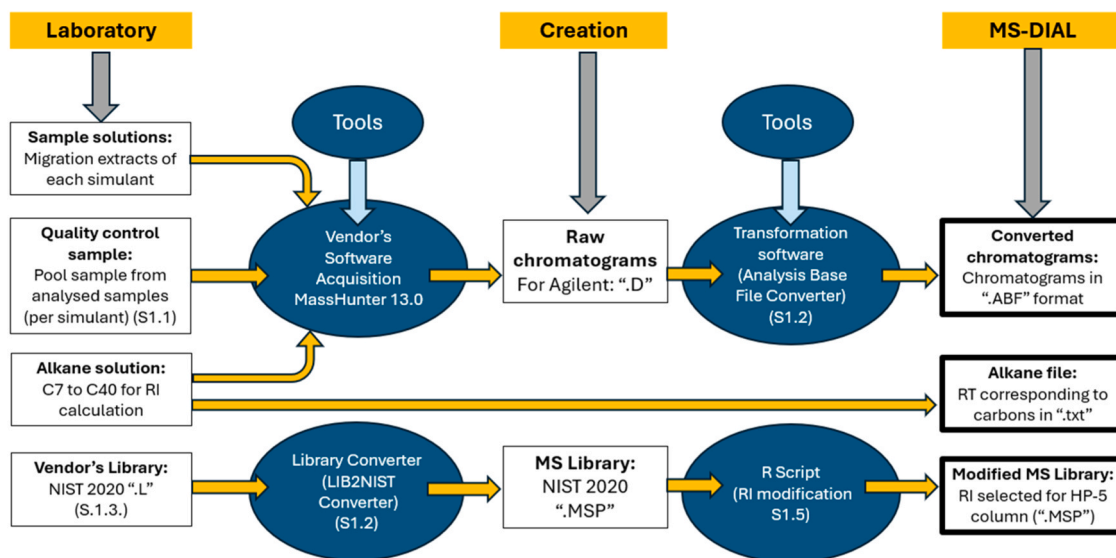 Laboratory
Creation
MS-DIAL
Tools
Tools
Sample solutions:
Migration extracts of
each simulant
Quality control
sample:
Pool sample from
analysed samples
(per simulant) (S1.1)
Vendor's
Software
Acquisition
MassHunter 13.0
Raw
chromatograms
For Agilent: ".D"
Transformation
software
(Analysis Base
File Converter)
(S1.2)
Converted
chromatograms:
Chromatograms in
".ABF" format
Alkane solution:
C7 to C40 for RI
calculation
Alkane file:
RT corresponding to
carbons in ".txt"
Vendor's Library:
NIST 2020 ".L"
(S.1.3.)
Library Converter
(LIB2NIST
Converter)
(S1.2)
MS Library:
NIST 2020
".MSP"
R Script
(RI modification
S1.5)
Modified MS Library:
RI selected for HP-5
column (".MSP")